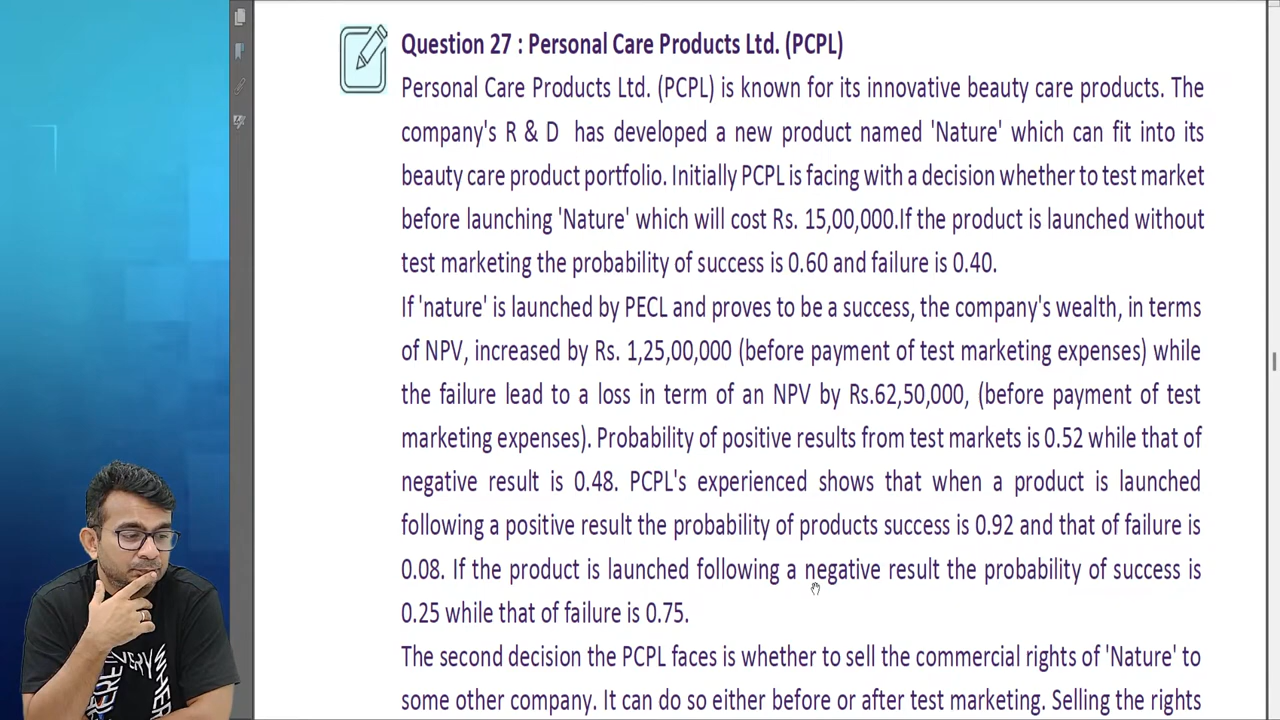 Question 27 : Personal Care Products Ltd. (PCPL)
Personal Care Products Ltd. (PCPL) is known for its innovative beauty care products. The
company's R & D has developed a new product named 'Nature' which can fit into its
beauty care product portfolio. Initially PCPL is facing with a decision whether to test market
before launching 'Nature' which will cost Rs. 15,00,000.If the product is launched without
test marketing the probability of success is 0.60 and failure is 0.40.
If 'nature' is launched by PECL and proves to be a success, the company's wealth, in terms
of NPV, increased by Rs. 1,25,00,000 (before payment of test marketing expenses) while
the failure lead to a loss in term of an NPV by Rs.62,50,000, (before payment of test
marketing expenses). Probability of positive results from test markets is 0.52 while that of
negative result is 0.48. PCPL's experienced shows that when a product is launched
following a positive result the probability of products success is 0.92 and that of failure is
0.08. If the product is launched following a negative result the probability of success is
0.25 while that of failure is 0.75.
The second decision the PCPL faces is whether to sell the commercial rights of 'Nature' to
some other company. It can do so either before or after test marketing. Selling the rights